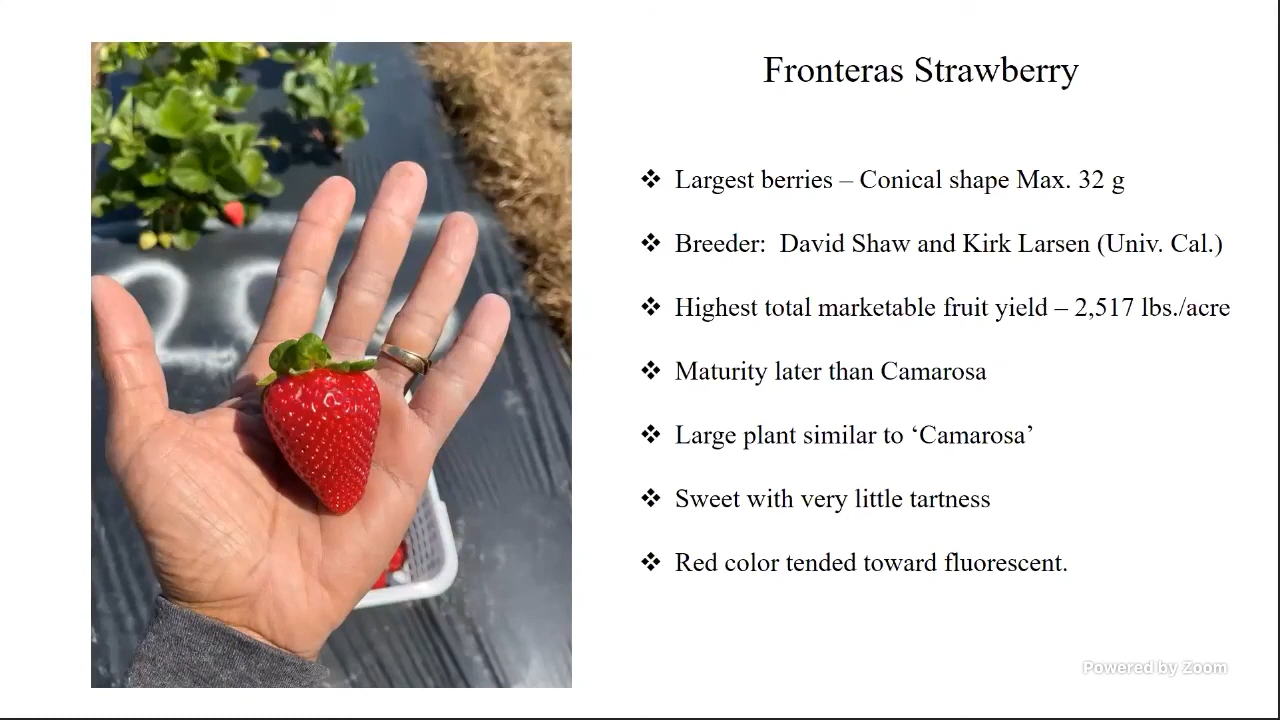 Fronteras Strawberry
❖ Largest berries – Conical shape Max. 32 g
❖ Breeder:  David Shaw and Kirk Larsen (Univ. Cal.)
❖ Highest total marketable fruit yield – 2,517 lbs./acre
❖ Maturity later than Camarosa
❖ Large plant similar to ‘Camarosa’
❖ Sweet with very little tartness
❖ Red color tended toward fluorescent.
Powered by Zoom